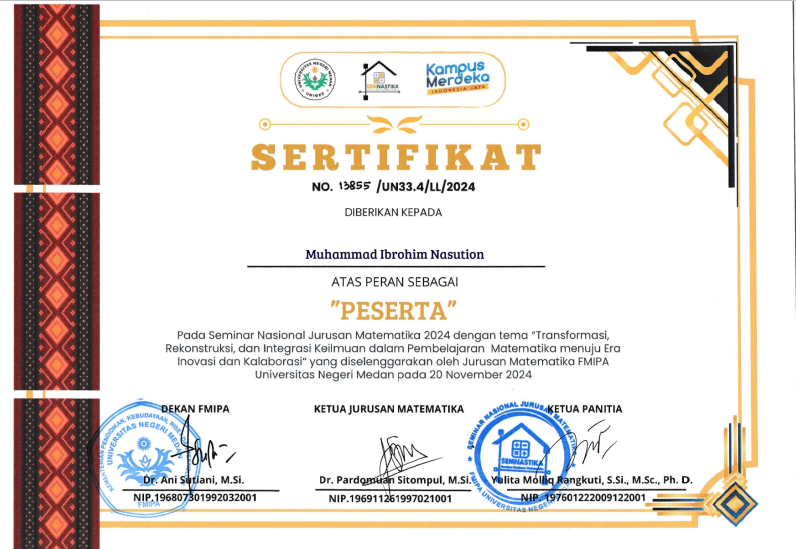 UNIVERSITAS NEGERI MEDAN
UNIMED
SEMNASTIKA
Kampus
Merdeka
INDONESIA JAYA
SERTIFIKAT
NO. 13855 /UN33.4/LL/2024
DIBERIKAN KEPADA
Muhammad Ibrohim Nasution
ATAS PERAN SEBAGAI
"PESERTA"
Pada Seminar Nasional Jurusan Matematika 2024 dengan tema "Transformasi,
Rekonstruksi, dan Integrasi Keilmuan dalam Pembelajaran Matematika menuju Era
Inovasi dan Kalaborasi" yang diselenggarakan oleh Jurusan Matematika FMIPA
Universitas Negeri Medan pada 20 November 2024
DEKAN FMIPA
KETUA JURUSAN MATEMATIKA
KETUA PANITIA
KEMENTERIAN PENDIDIKAN, KEBUDAYAAN, RISET
UNIVERSITAS NEGERI MEDAN
FMIPA
SEMINAR NASIONAL JURUSAN MATEMATIKA
SEMNASTIKA
FMIPA UNIVERSITAS NEGERI
Dr. Ani Sutiani, M.Si.
Dr. Pardomuan Sitompul, M.Si.
Yulita Molliq Rangkuti, S.Si., M.Sc., Ph. D.
NIP.196807301992032001
NIP.196911261997021001
NIP. 197601222009122001